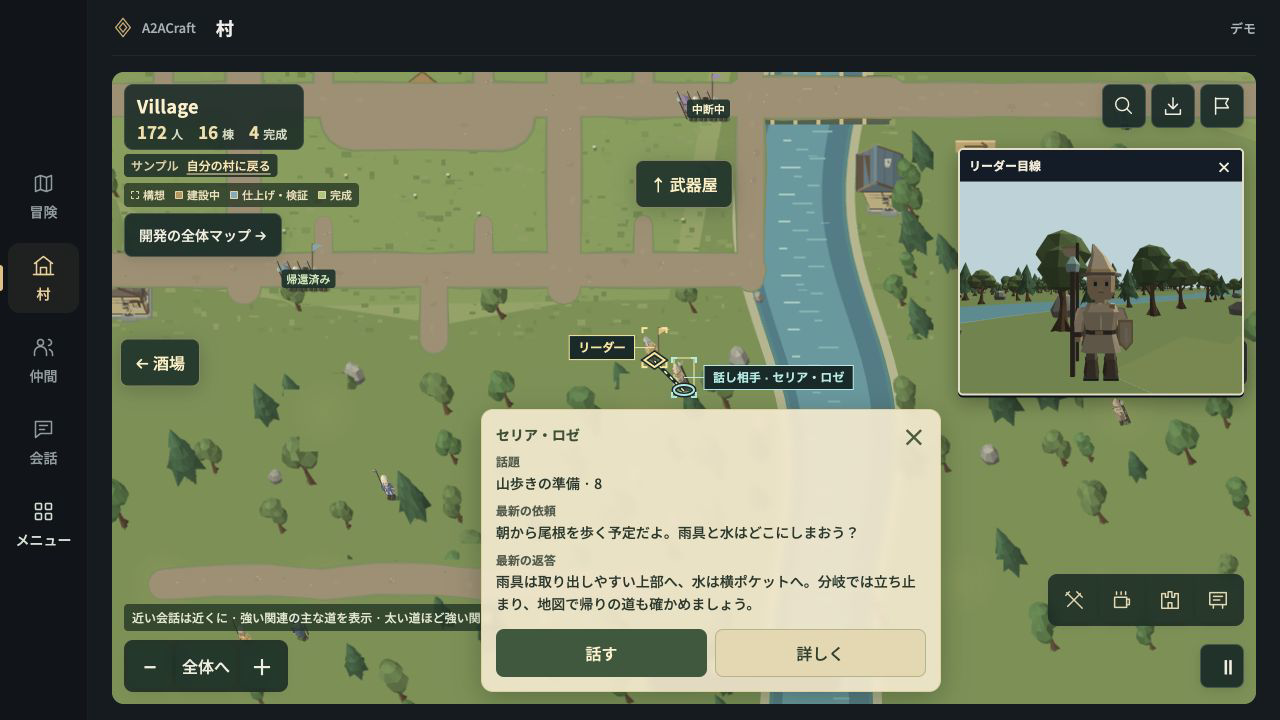 A2ACraft 村
デモ
冒険
村
仲間
会話
メニュー
Village
172 人 16 棟 4 完成
サンプル 自分の村に戻る
構想 建設中 仕上げ・検証 完成
開発の全体マップ →
中断中
↑ 武器屋
帰還済み
← 酒場
リーダー
話し相手 · セリア・ロゼ
リーダー目線
セリア・ロゼ
話題
山歩きの準備 · 8
最新の依頼
朝から尾根を歩く予定だよ。雨具と水はどこにしまおう？
最新の返答
雨具は取り出しやすい上部へ、水は横ポケットへ。分岐では立ち止
まり、地図で帰りの道も確かめましょう。
話す
詳しく
近い会話は近くに · 強い関連の主な道を表示 · 太い道ほど強い関
− 全体へ +